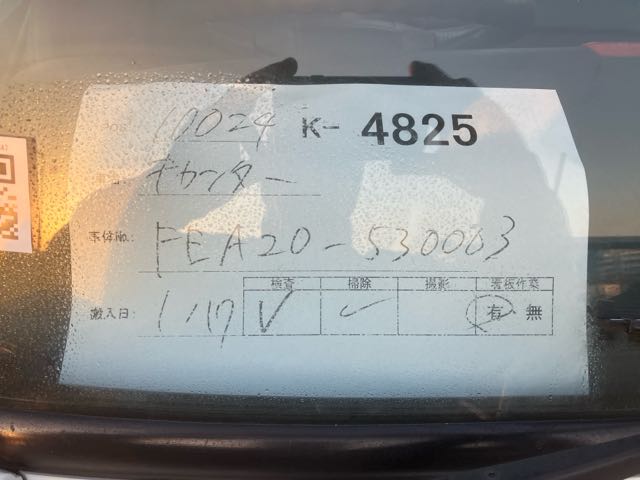 10024 K- 4825
キャンター
車体No. FEA20-530003
検査 掃除 撮影 看板作業
搬入日: 1/17 V ✓ 有 無